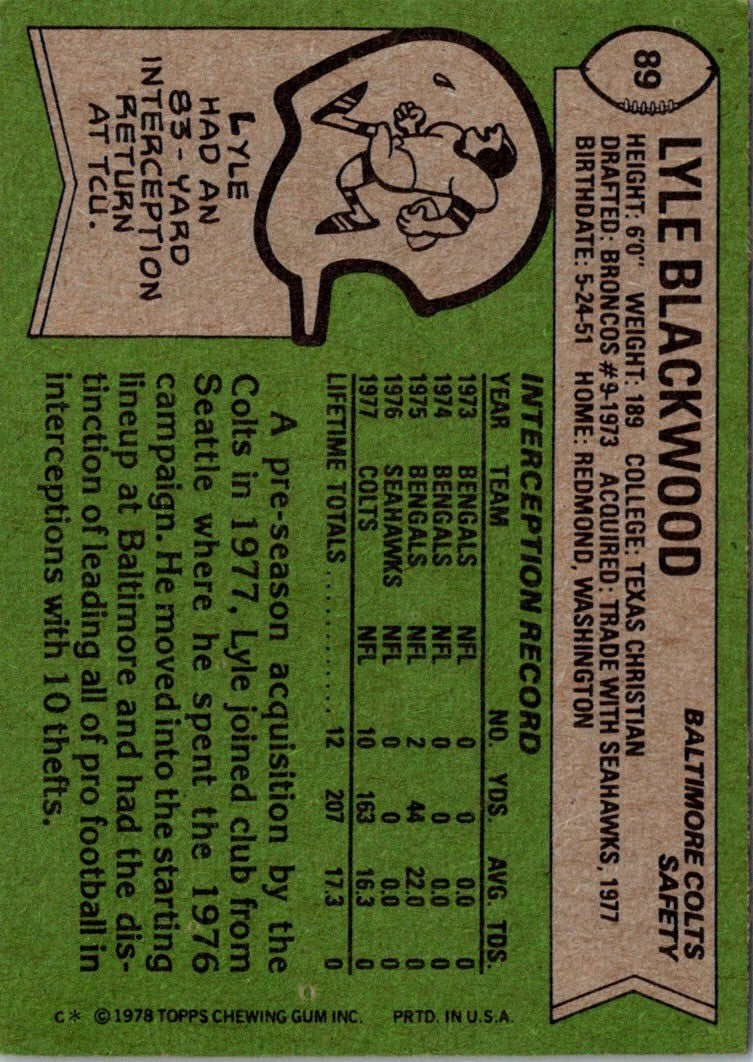 89
LYLE BLACKWOOD
BALTIMORE COLTS
SAFETY
HEIGHT: 6'0" WEIGHT: 189 COLLEGE: TEXAS CHRISTIAN
DRAFTED: BRONCOS #9-1973 ACQUIRED: TRADE WITH SEAHAWKS, 1977
BIRTHDATE: 5-24-51 HOME: REDMOND, WASHINGTON
LYLE
HAD AN
83-YARD
INTERCEPTION
RETURN
AT TCU.
INTERCEPTION RECORD
YEAR TEAM NO. YDS. AVG. TDS.
1973 BENGALS NFL 0 0 0.0 0
1974 BENGALS NFL 0 0 0.0 0
1975 BENGALS NFL 2 44 22.0 0
1976 SEAHAWKS NFL 0 0 0.0 0
1977 COLTS NFL 10 163 16.3 0
LIFETIME TOTALS ............. 12 207 17.3 0
A pre-season acquisition by the
Colts in 1977, Lyle joined club from
Seattle where he spent the 1976
campaign. He moved into the starting
lineup at Baltimore and had the dis-
tinction of leading all of pro football in
interceptions with 10 thefts.
C* © 1978 TOPPS CHEWING GUM INC. PRTD. IN U.S.A.